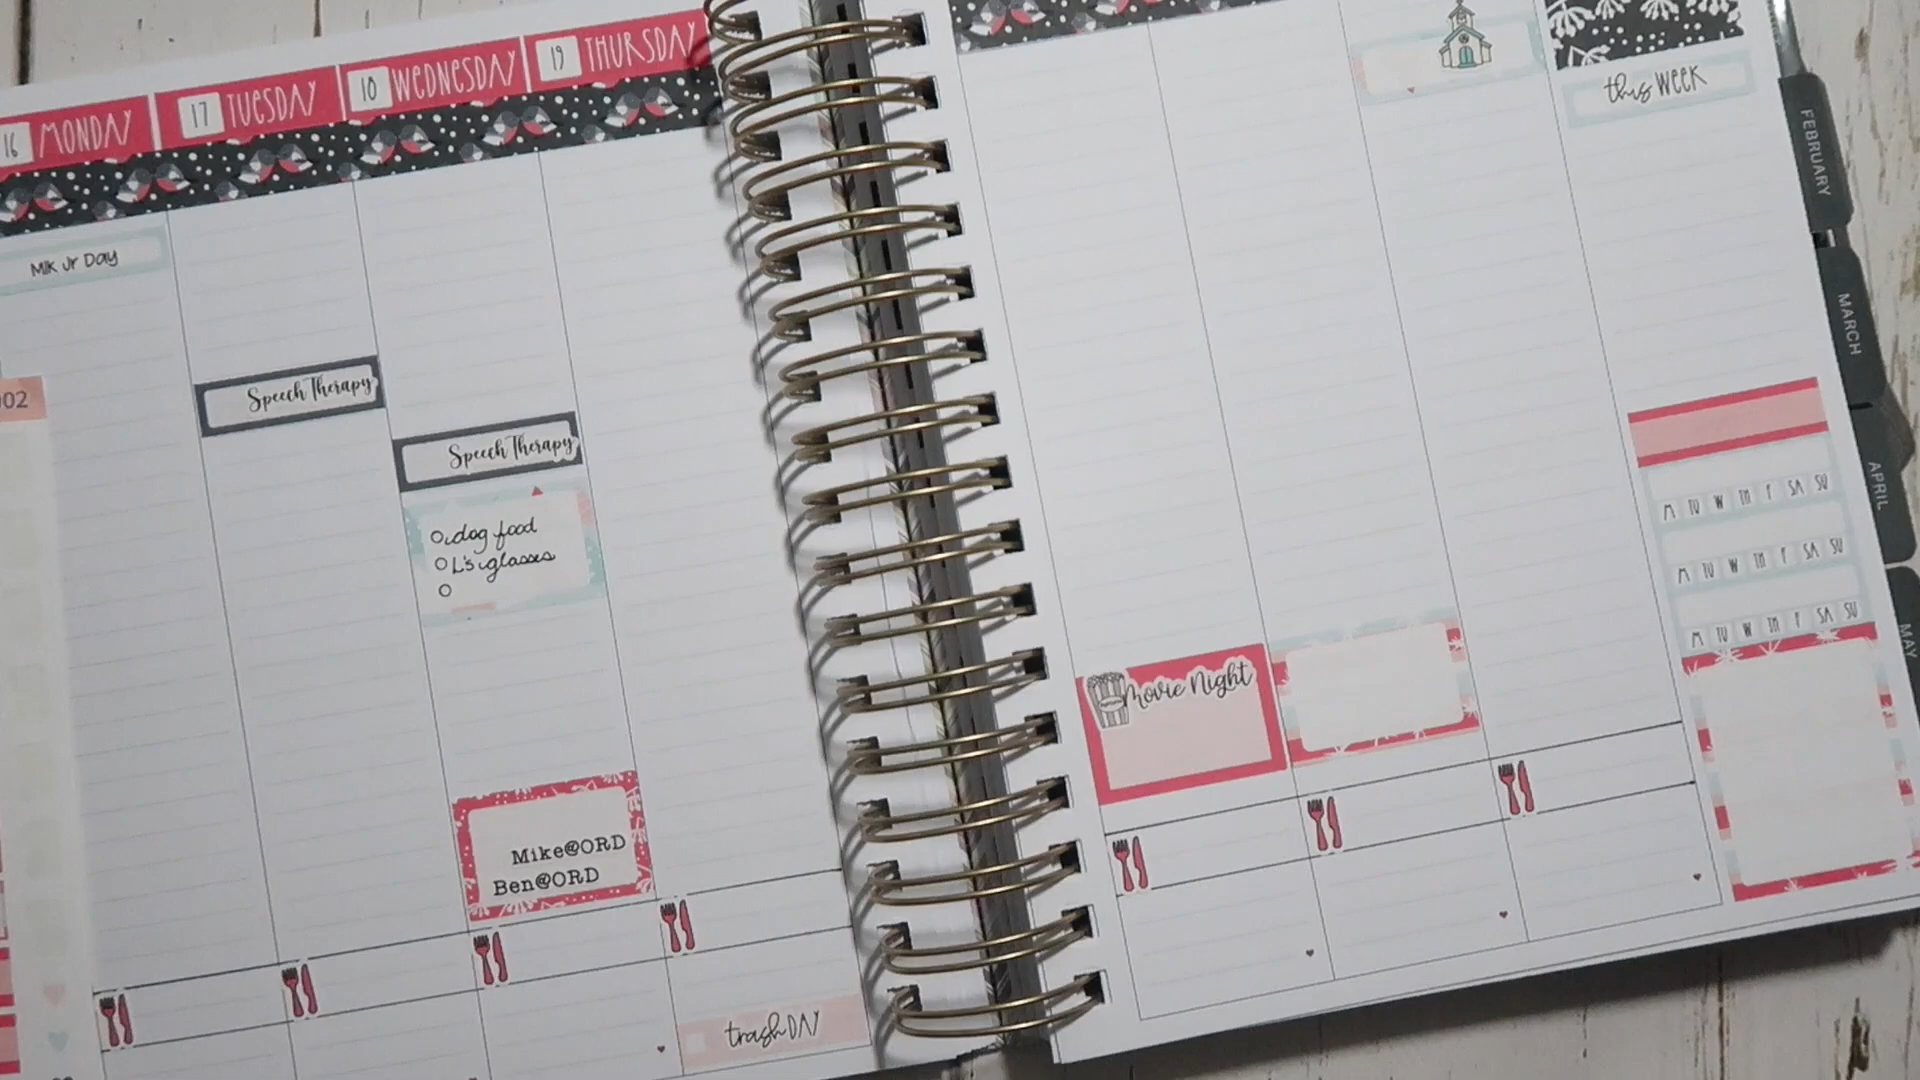 16 MONDAY
17 TUESDAY
18 WEDNESDAY
19 THURSDAY
Mlk Jr Day
Speech Therapy
Speech Therapy
dog food
L's glasses
Mike@ORD
Ben@ORD
trash DAY
Movie Night
this WEEK
M TU W TH F SA SU
M TU W TH F SA SU
M TU W TH F SA SU
FEBRUARY
MARCH
APRIL
MAY